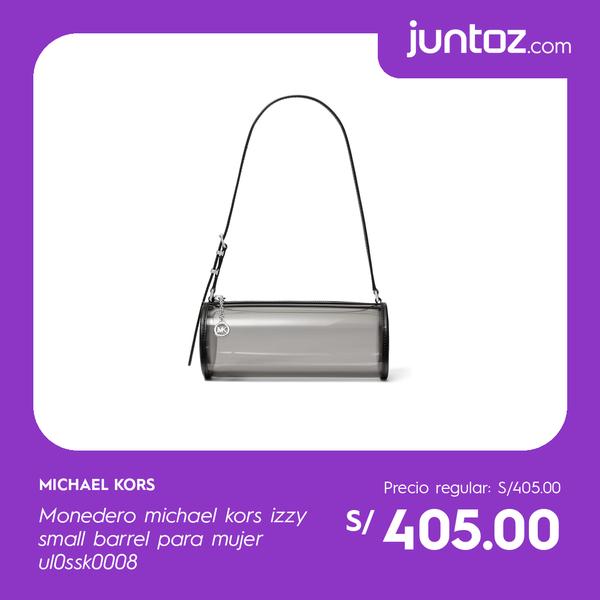 juntoz.com
MK
MICHAEL KORS
Monedero michael kors izzy
small barrel para mujer
ul0ssk0008
Precio regular: S/405.00
S/ 405.00